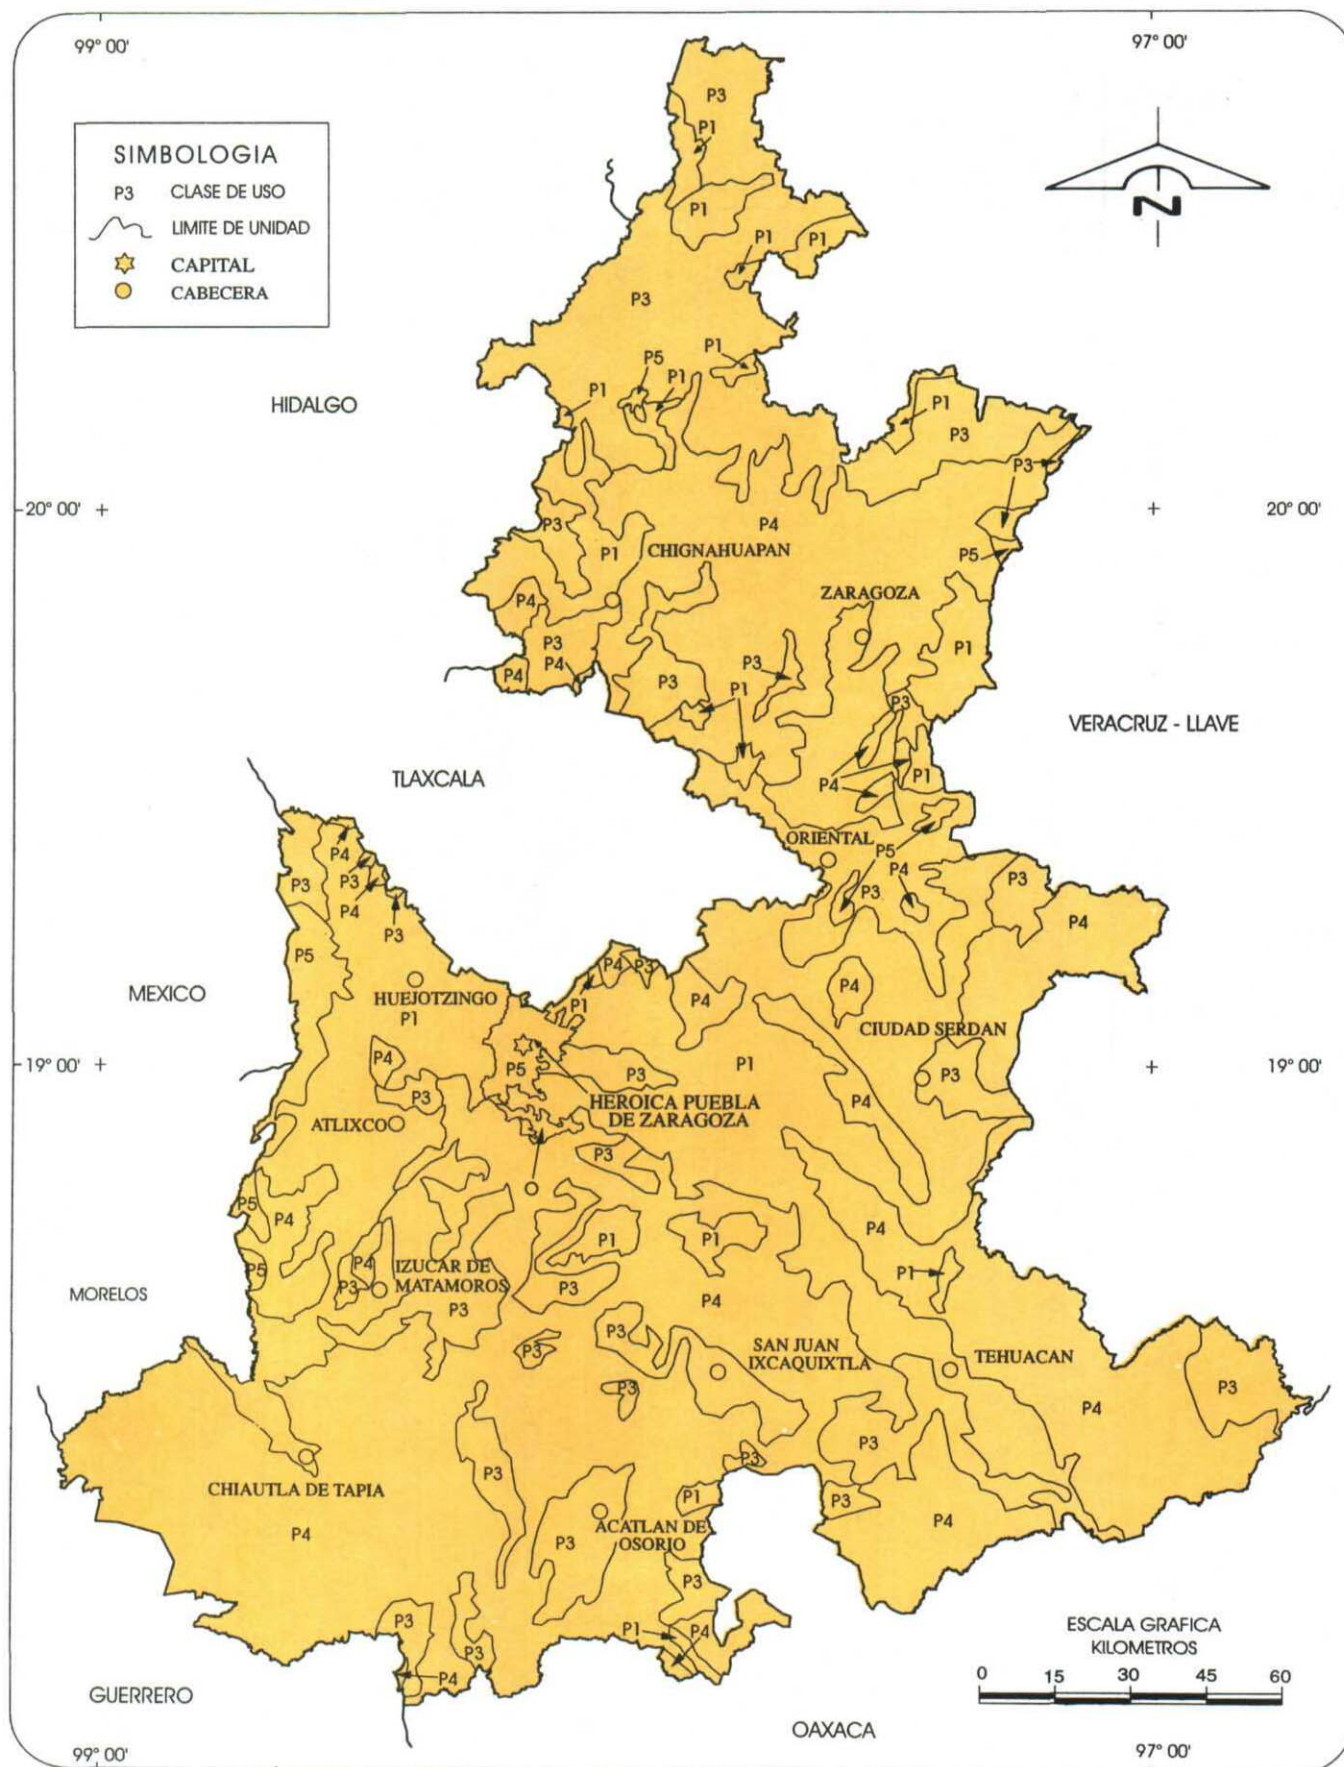 99° 00'
97° 00'
SIMBOLOGIA
P3 CLASE DE USO
LIMITE DE UNIDAD
CAPITAL
CABECERA
N
P3
P1
P1
P1
P1
P3
P1
P5
P1
P1
HIDALGO
P1
P3
P3
20° 00'
P3
P1
P4
20° 00'
CHIGNAHUAPAN
P5
ZARAGOZA
P4
P3
P1
P4
P4
P3
P3
P1
P3
VERACRUZ - LLAVE
TLAXCALA
P4
P1
ORIENTAL
P5
P4
P3
P3
P4
P3
P3
P4
P4
P3
P5
P4
P3
P4
P4
MEXICO
HUEJOTZINGO
P1
P1
CIUDAD SERDAN
19° 00'
P4
P5
P3
P1
P3
19° 00'
P3
HEROICA PUEBLA
DE ZARAGOZA
P4
ATLIXCO
P3
P5
P4
P4
P1
P1
P5
P4
IZUCAR DE
MATAMOROS
P3
P3
P1
MORELOS
P3
P4
P3
P3
SAN JUAN
IXCAQUIXTLA
TEHUACAN
P3
P3
P4
P3
P3
P3
CHIAUTLA DE TAPIA
P1
P3
P4
ACATLAN DE
OSORIO
P4
P3
P3
P3
P3
P1
P4
P4
ESCALA GRAFICA
KILOMETROS
0 15 30 45 60
GUERRERO
OAXACA
99° 00'
97° 00'